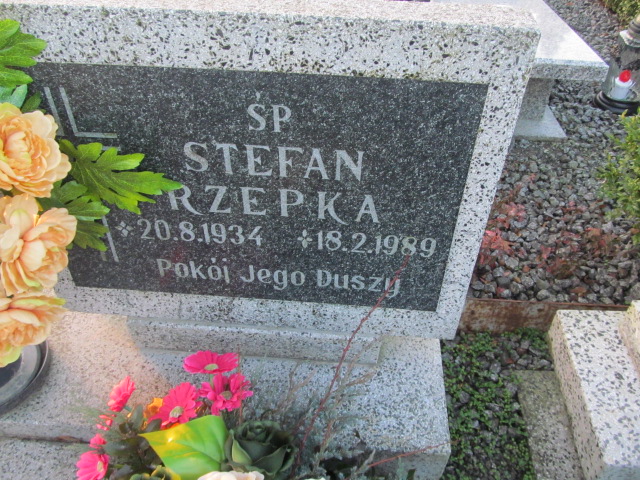 ŚP
STEFAN
RZEPKA
*20.8.1934 +18.2.1989
Pokój Jego Duszy